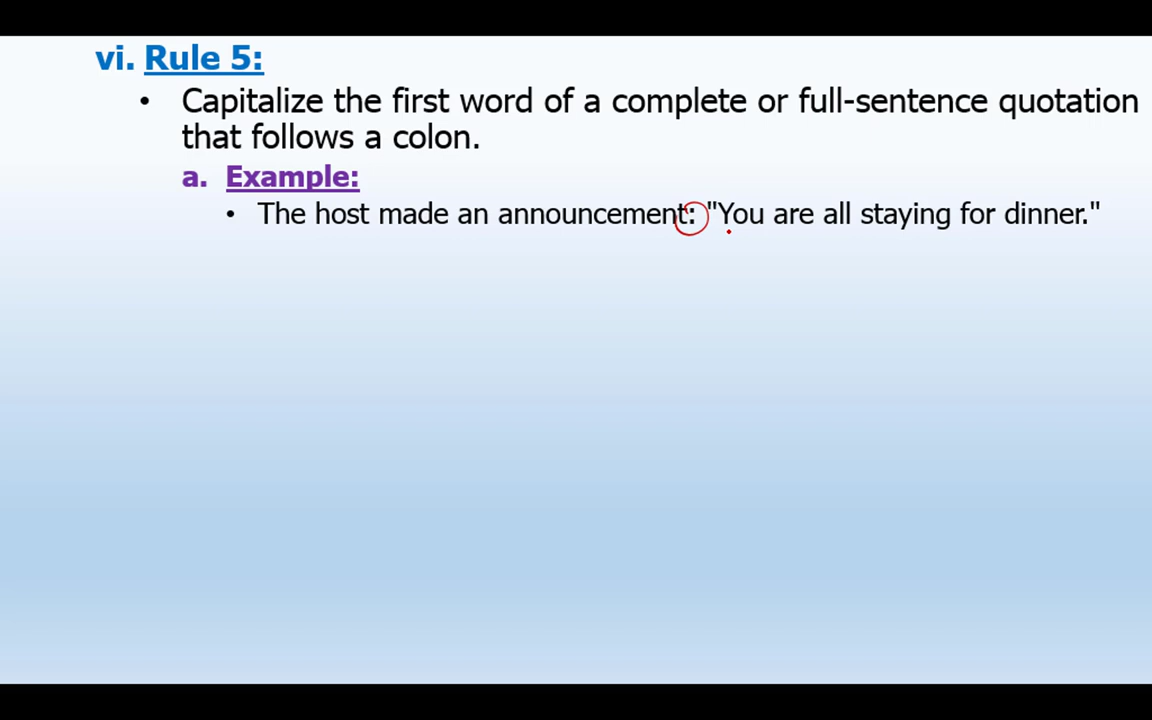 vi. Rule 5:
• Capitalize the first word of a complete or full-sentence quotation
that follows a colon.
a. Example:
• The host made an announcement: "You are all staying for dinner."